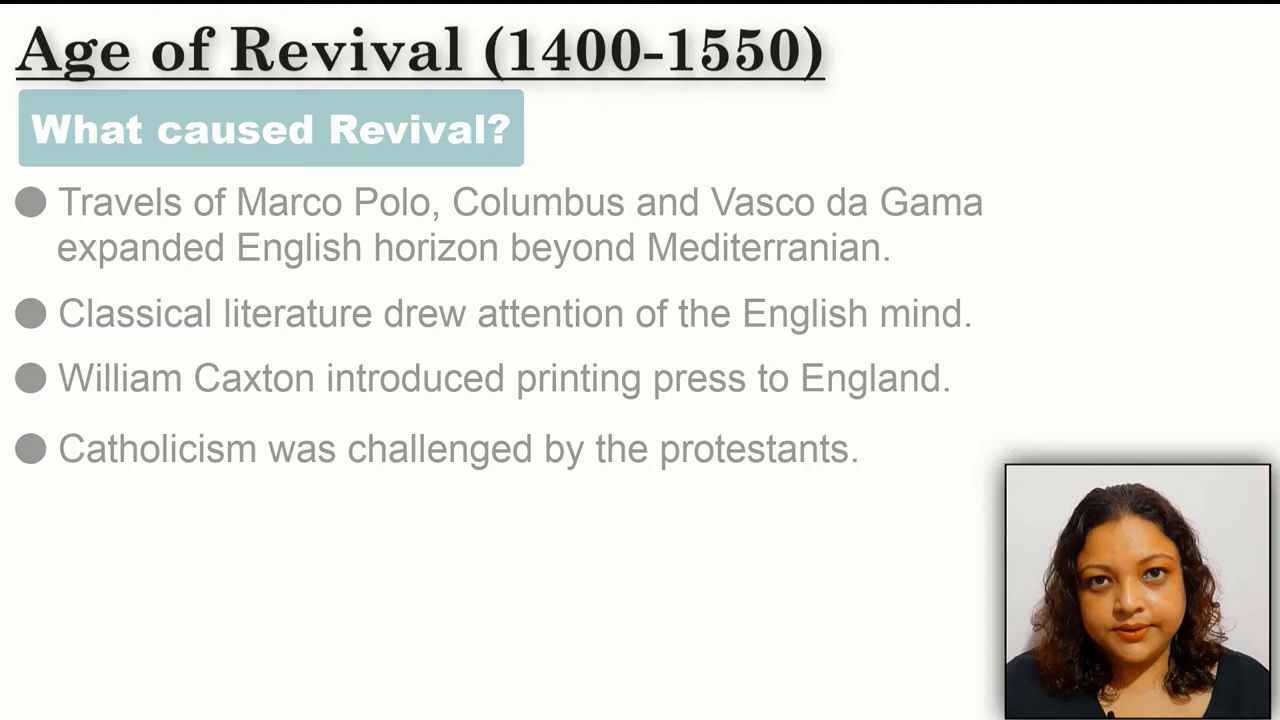 Age of Revival (1400-1550)
What caused Revival?
● Travels of Marco Polo, Columbus and Vasco da Gama
expanded English horizon beyond Mediterranian.
● Classical literature drew attention of the English mind.
● William Caxton introduced printing press to England.
● Catholicism was challenged by the protestants.